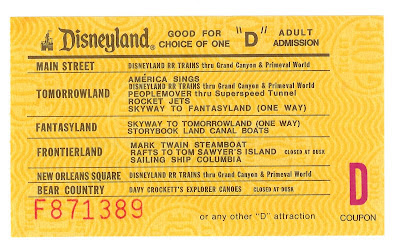 Disneyland® GOOD FOR CHOICE OF ONE "D" ADULT ADMISSION
MAIN STREET DISNEYLAND RR TRAINS thru Grand Canyon & Primeval World
TOMORROWLAND AMÉRICA SINGS
DISNEYLAND RR TRAINS thru Grand Canyon & Primeval World
PEOPLEMOVER thru Superspeed Tunnel
ROCKET JETS
SKYWAY TO FANTASYLAND (ONE WAY)
FANTASYLAND SKYWAY TO TOMORROWLAND (ONE WAY)
STORYBOOK LAND CANAL BOATS
FRONTIERLAND MARK TWAIN STEAMBOAT
RAFTS TO TOM SAWYER'S ISLAND CLOSED AT DUSK
SAILING SHIP COLUMBIA
NEW ORLEANS SQUARE DISNEYLAND RR TRAINS thru Grand Canyon & Primeval World
BEAR COUNTRY DAVY CROCKETT'S EXPLORER CANOES CLOSED AT DUSK
D
F871389 or any other "D" attraction COUPON